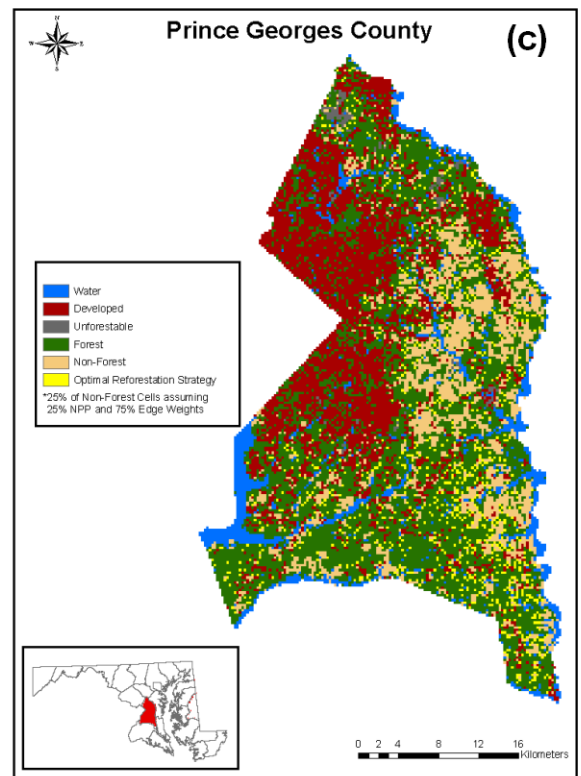 Prince Georges County
(c)
N
W E
S
Water
Developed
Unforestable
Forest
Non-Forest
Optimal Reforestation Strategy
*25% of Non-Forest Cells assuming
25% NPP and 75% Edge Weights
0 2 4 8 12 16
Kilometers